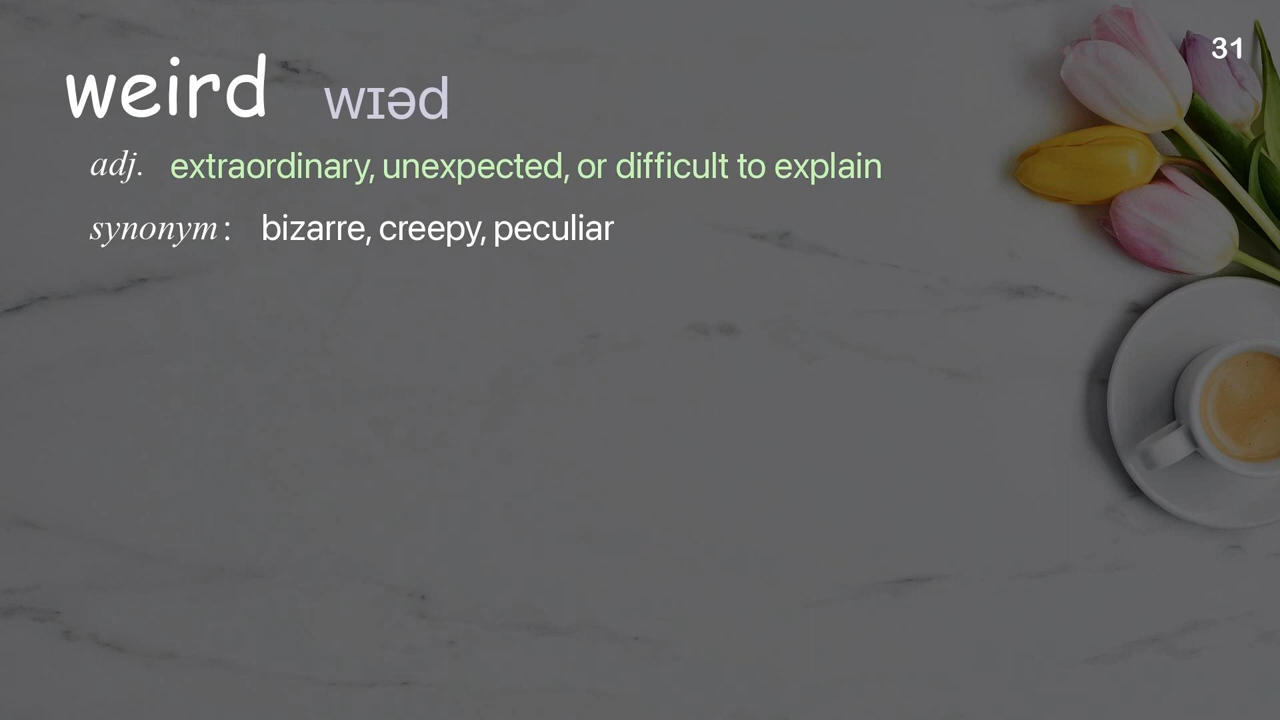 31
weird wɪəd
adj. extraordinary, unexpected, or difficult to explain
synonym : bizarre, creepy, peculiar